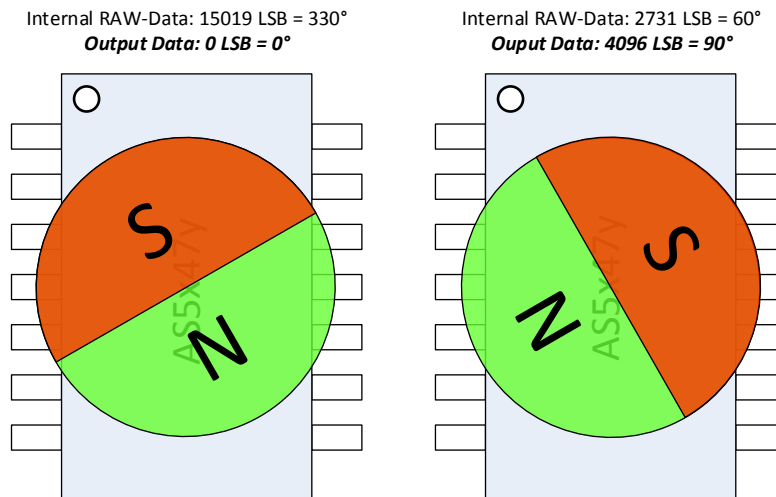 Internal RAW-Data: 15019 LSB = 330°
Output Data: 0 LSB = 0°
S
N
AS5x47y
Internal RAW-Data: 2731 LSB = 60°
Ouput Data: 4096 LSB = 90°
S
N
AS5x47y